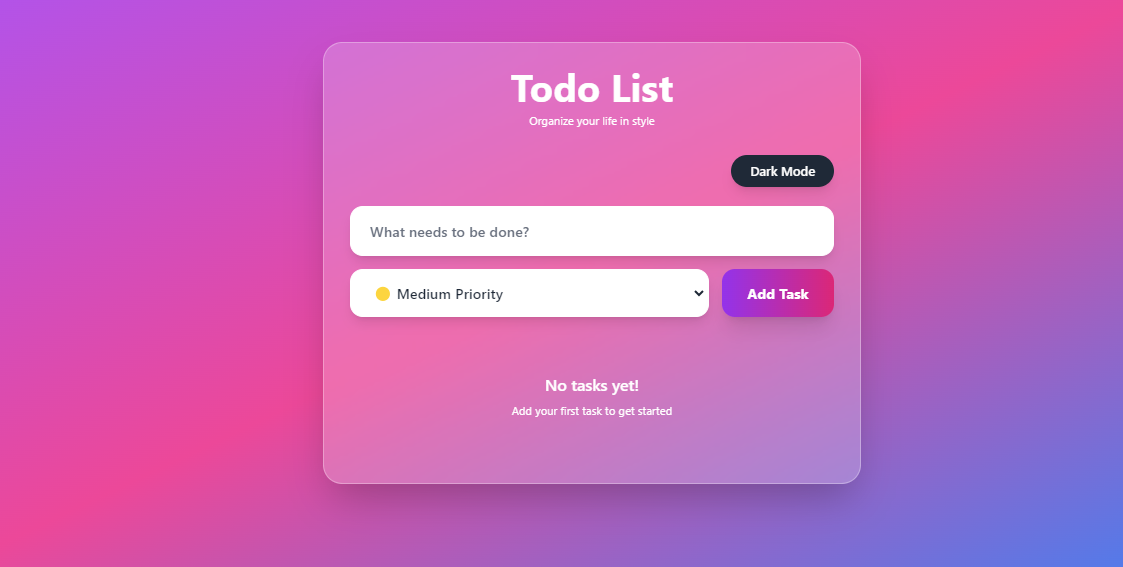 Todo List
Organize your life in style
Dark Mode
What needs to be done?
Medium Priority
Add Task
No tasks yet!
Add your first task to get started